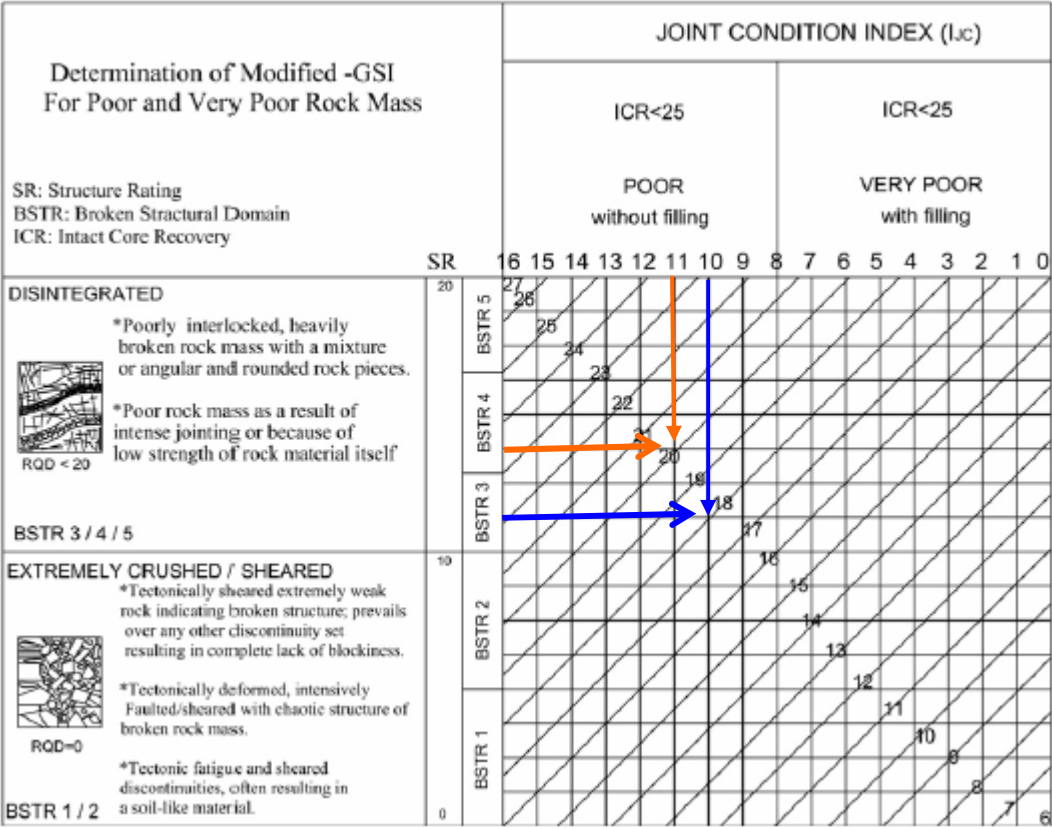 Determination of Modified -GSI
For Poor and Very Poor Rock Mass
SR: Structure Rating
BSTR: Broken Stractural Domain
ICR: Intact Core Recovery
JOINT CONDITION INDEX (IJC)
ICR<25
ICR<25
POOR
without filling
VERY POOR
with filling
SR
16 15 14 13 12 11 10 9 8 7 6 5 4 3 2 1 0
DISINTEGRATED
*Poorly interlocked, heavily
broken rock mass with a mixture
or angular and rounded rock pieces.
*Poor rock mass as a result of
intense jointing or because of
low strength of rock material itself
RQD < 20
BSTR 3 / 4 / 5
EXTREMELY CRUSHED / SHEARED
*Tectonically sheared extremely weak
rock indicating broken structure; prevails
over any other discontinuity set
resulting in complete lack of blockiness.
*Tectonically deformed, intensively
Faulted/sheared with chaotic structure of
broken rock mass.
RQD=0
*Tectonic fatigue and sheared
discontinuities, often resulting in
a soil-like material.
BSTR 1 / 2
20
10
0
BSTR 5
BSTR 4
BSTR 3
BSTR 2
BSTR 1
27
26
25
24
23
22
21
20
19
18
17
16
15
14
13
12
11
10
9
8
7
6